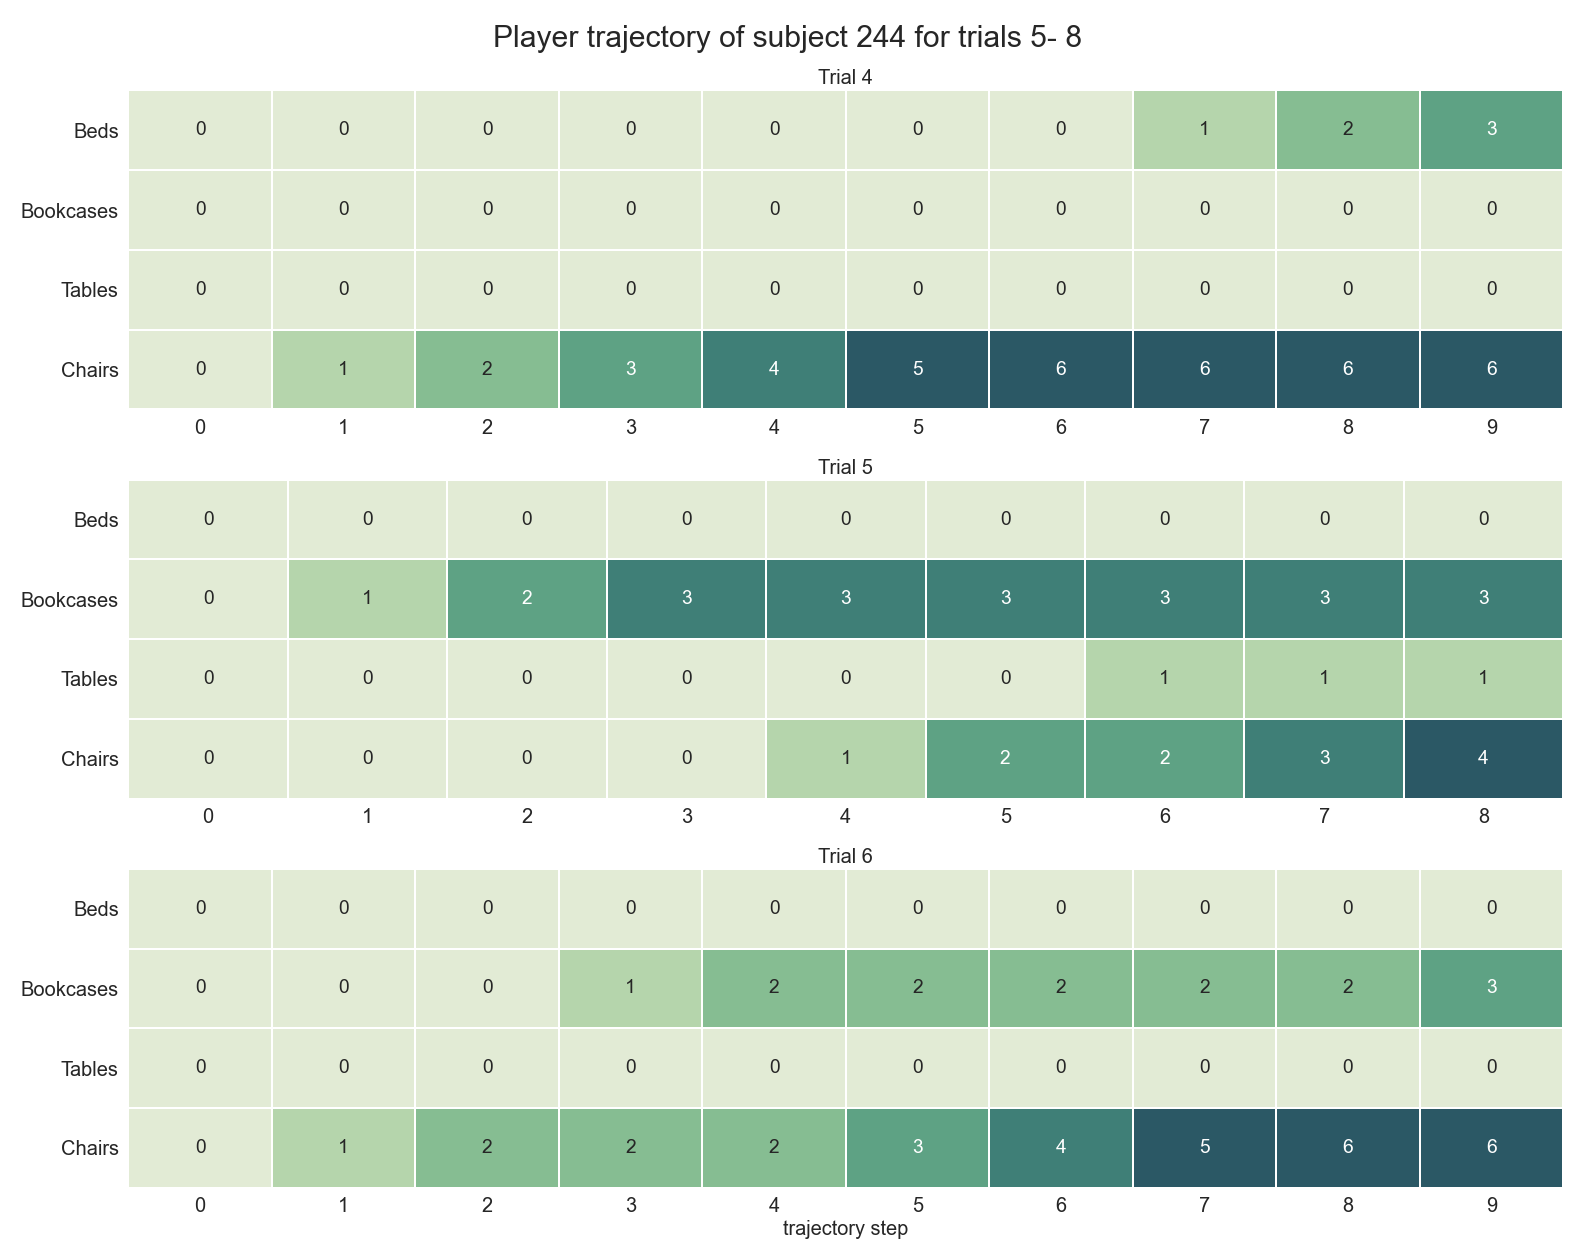 Player trajectory of subject 244 for trials 5- 8
Trial 4
Beds 0 0 0 0 0 0 0 1 2 3
Bookcases 0 0 0 0 0 0 0 0 0 0
Tables 0 0 0 0 0 0 0 0 0 0
Chairs 0 1 2 3 4 5 6 6 6 6
0 1 2 3 4 5 6 7 8 9
Trial 5
Beds 0 0 0 0 0 0 0 0 0
Bookcases 0 1 2 3 3 3 3 3 3
Tables 0 0 0 0 0 0 1 1 1
Chairs 0 0 0 0 1 2 2 3 4
0 1 2 3 4 5 6 7 8
Trial 6
Beds 0 0 0 0 0 0 0 0 0 0
Bookcases 0 0 0 1 2 2 2 2 2 3
Tables 0 0 0 0 0 0 0 0 0 0
Chairs 0 1 2 2 2 3 4 5 6 6
0 1 2 3 4 5 6 7 8 9
trajectory step